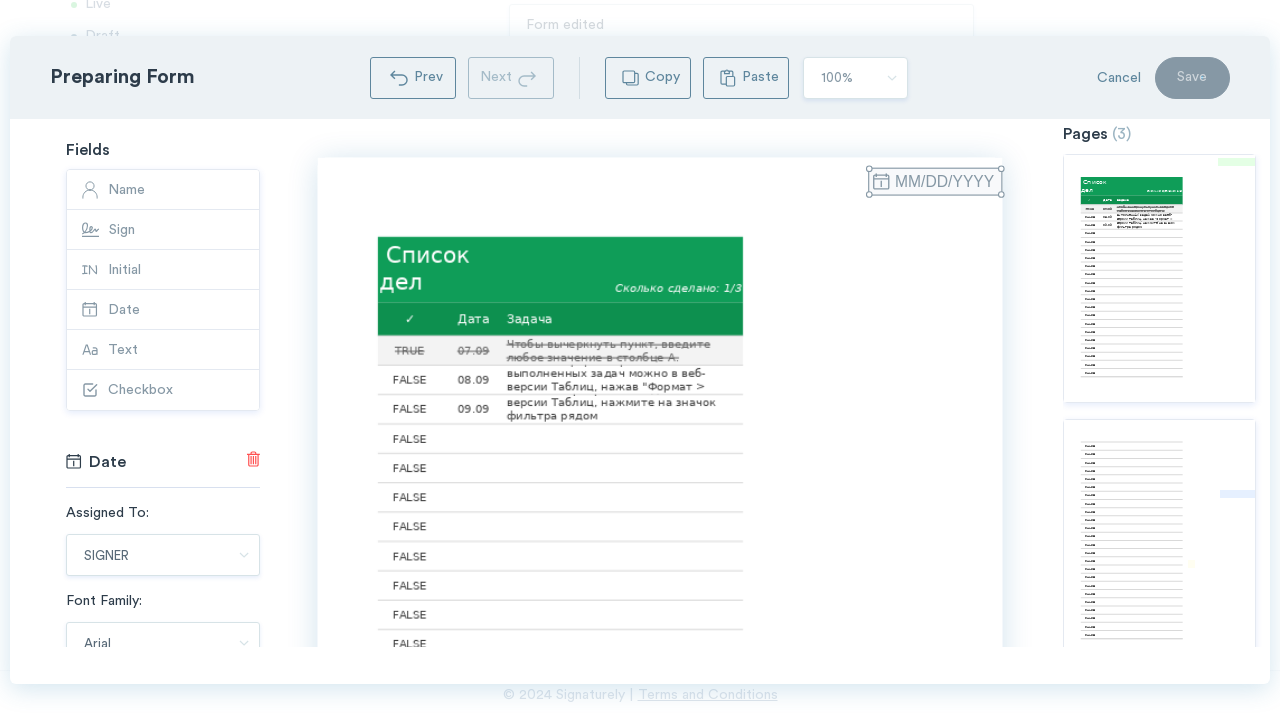 Live
Draft
Form edited
Preparing Form
Prev
Next
Copy
Paste
100%
Cancel
Save
Fields
Name
Sign
Initial
Date
Text
Checkbox
Date
Assigned To:
SIGNER
Font Family:
Arial
MM/DD/YYYY
Список
дел
Сколько сделано: 1/3
✓ Дата Задача
TRUE 07.09 Чтобы вычеркнуть пункт, введите
любое значение в столбце А.
FALSE 08.09 выполненных задач можно в веб-
версии Таблиц, нажав "Формат >
FALSE 09.09 версии Таблиц, нажмите на значок
фильтра рядом
FALSE
FALSE
FALSE
FALSE
FALSE
FALSE
FALSE
FALSE
Pages (3)
Список
дел
© 2024 Signaturely | Terms and Conditions